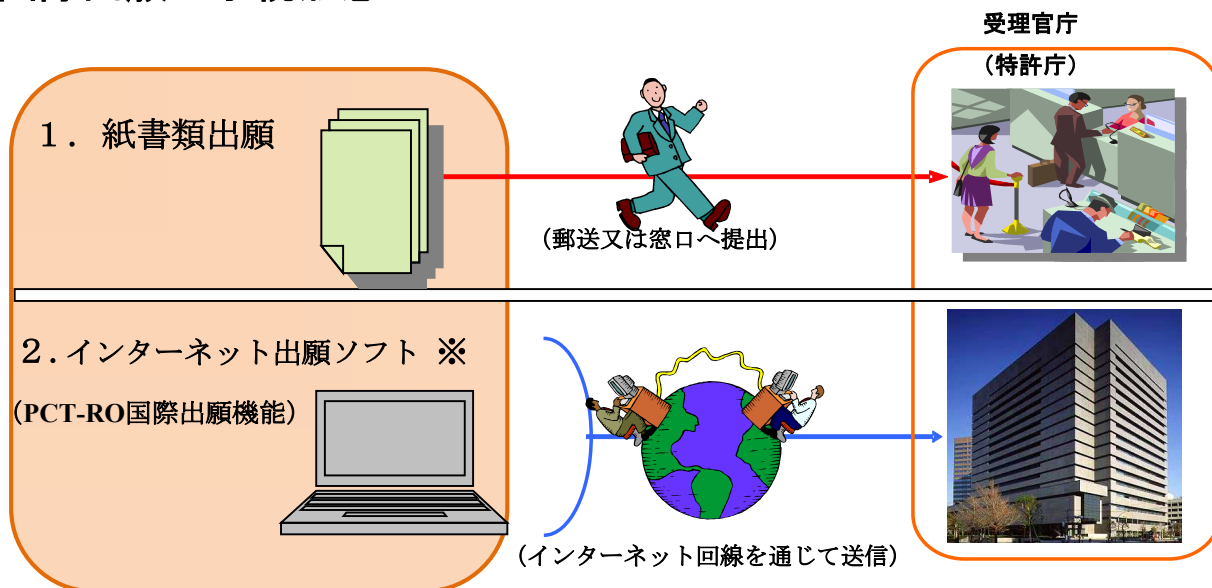 受理官庁
（特許庁）
１．紙書類出願
（郵送又は窓口へ提出）
２.インターネット出願ソフト ※
（PCT-RO国際出願機能）
（インターネット回線を通じて送信）